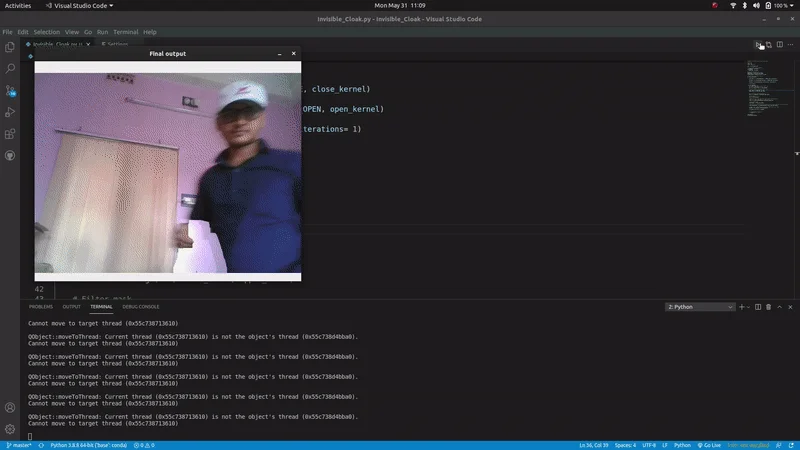 Activities
Visual Studio Code
Mon May 31 11:09
100 %
Invisible_Cloak.py - Invisible_Cloak - Visual Studio Code
File Edit Selection View Go Run Terminal Help
Invisible_Cloak.py
Settings
Final output
, close_kernel)
OPEN, open_kernel)
iterations= 1)
42
43 # Filter mask
PROBLEMS OUTPUT TERMINAL DEBUG CONSOLE
2: Python
Cannot move to target thread (0x55c738713610)
QObject::moveToThread: Current thread (0x55c738713610) is not the object's thread (0x55c738d4bba0).
Cannot move to target thread (0x55c738713610)
QObject::moveToThread: Current thread (0x55c738713610) is not the object's thread (0x55c738d4bba0).
Cannot move to target thread (0x55c738713610)
QObject::moveToThread: Current thread (0x55c738713610) is not the object's thread (0x55c738d4bba0).
Cannot move to target thread (0x55c738713610)
QObject::moveToThread: Current thread (0x55c738713610) is not the object's thread (0x55c738d4bba0).
Cannot move to target thread (0x55c738713610)
QObject::moveToThread: Current thread (0x55c738713610) is not the object's thread (0x55c738d4bba0).
Cannot move to target thread (0x55c738713610)
master* Python 3.8.8 64-bit ('base': conda) 0 0
Ln 36, Col 39 Spaces: 4 UTF-8 LF Python Go Live